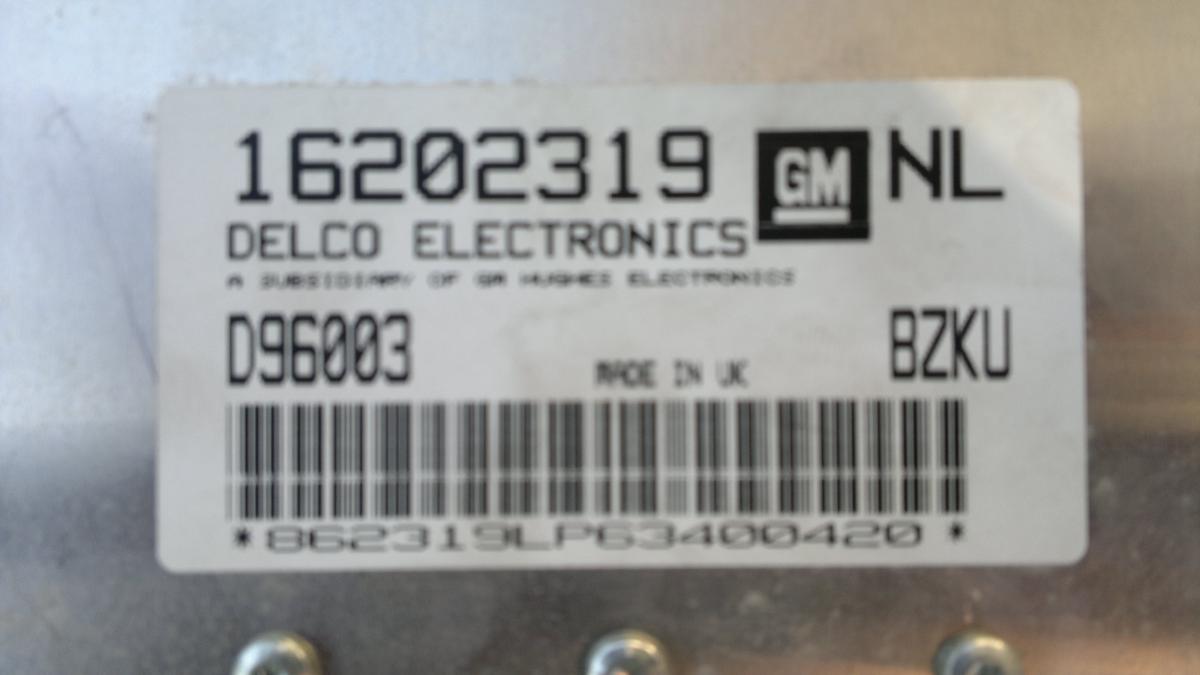 16202319 GM NL
DELCO ELECTRONICS
A SUBSIDIARY OF GM HUGHES ELECTRONICS
D96003 BZKU
MADE IN UK
*862319LP63400420*